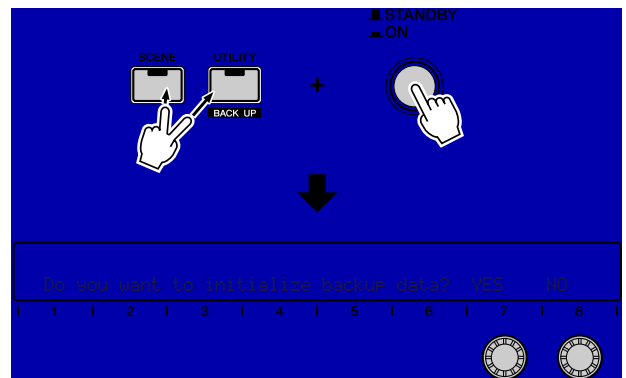 STANDBY
ON
SCENE
UTILITY
+
BACK UP
Do you want to initialize backup data? YES NO
1 2 3 4 5 6 7 8